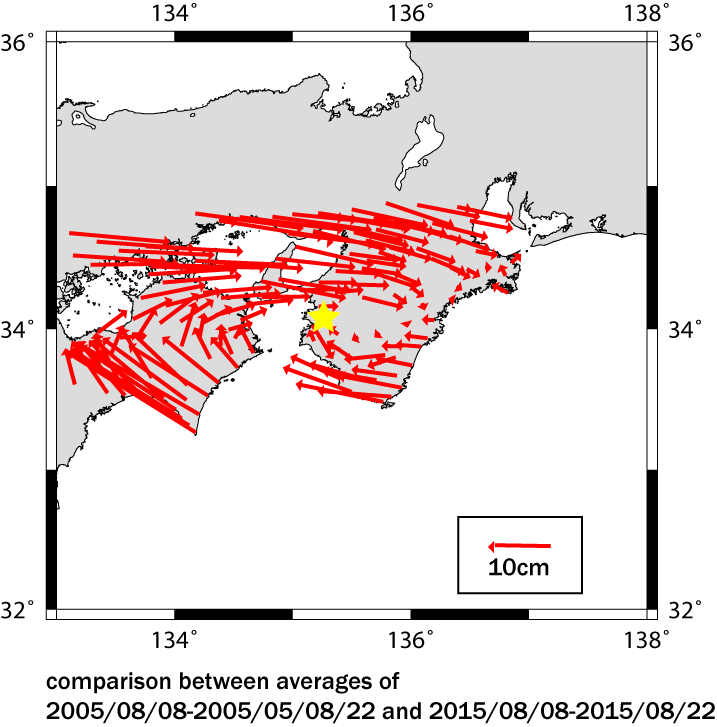 134˚ 136˚ 138˚
36˚ 36˚
34˚ 34˚
32˚ 32˚
10cm
134˚ 136˚ 138˚
comparison between averages of
2005/08/08-2005/05/08/22 and 2015/08/08-2015/08/22